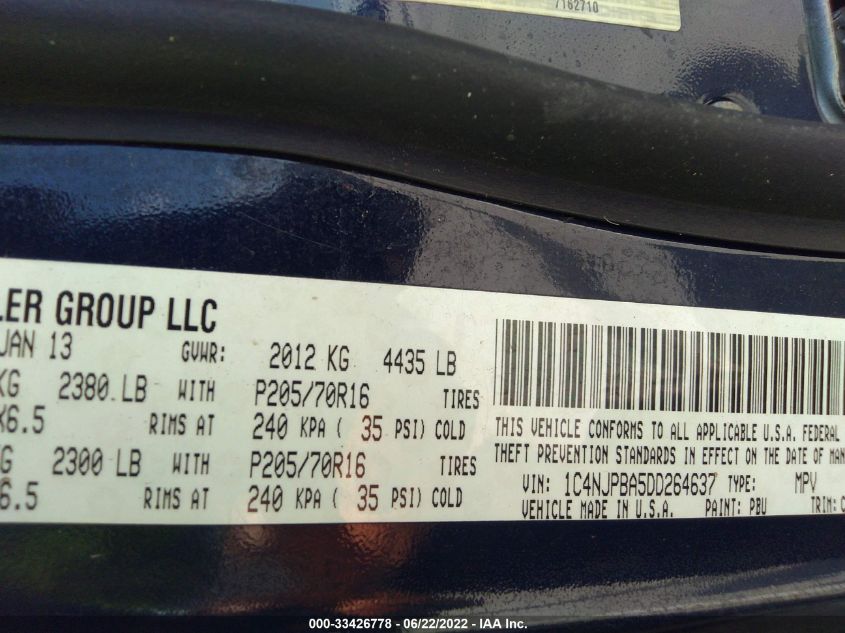 7162710
LER GROUP LLC
JAN 13 GVWR: 2012 KG 4435 LB
KG 2380 LB WITH P205/70R16 TIRES
X6.5 RIMS AT 240 KPA ( 35 PSI) COLD
KG 2300 LB WITH P205/70R16 TIRES
6.5 RIMS AT 240 KPA ( 35 PSI) COLD
THIS VEHICLE CONFORMS TO ALL APPLICABLE U.S.A. FEDERAL
THEFT PREVENTION STANDARDS IN EFFECT ON THE DATE OF MAN
VIN: 1C4NJPBA5DD264637 TYPE: MPV
VEHICLE MADE IN U.S.A. PAINT: PBU TRIM: C
000-33426778 - 06/22/2022 - IAA Inc.